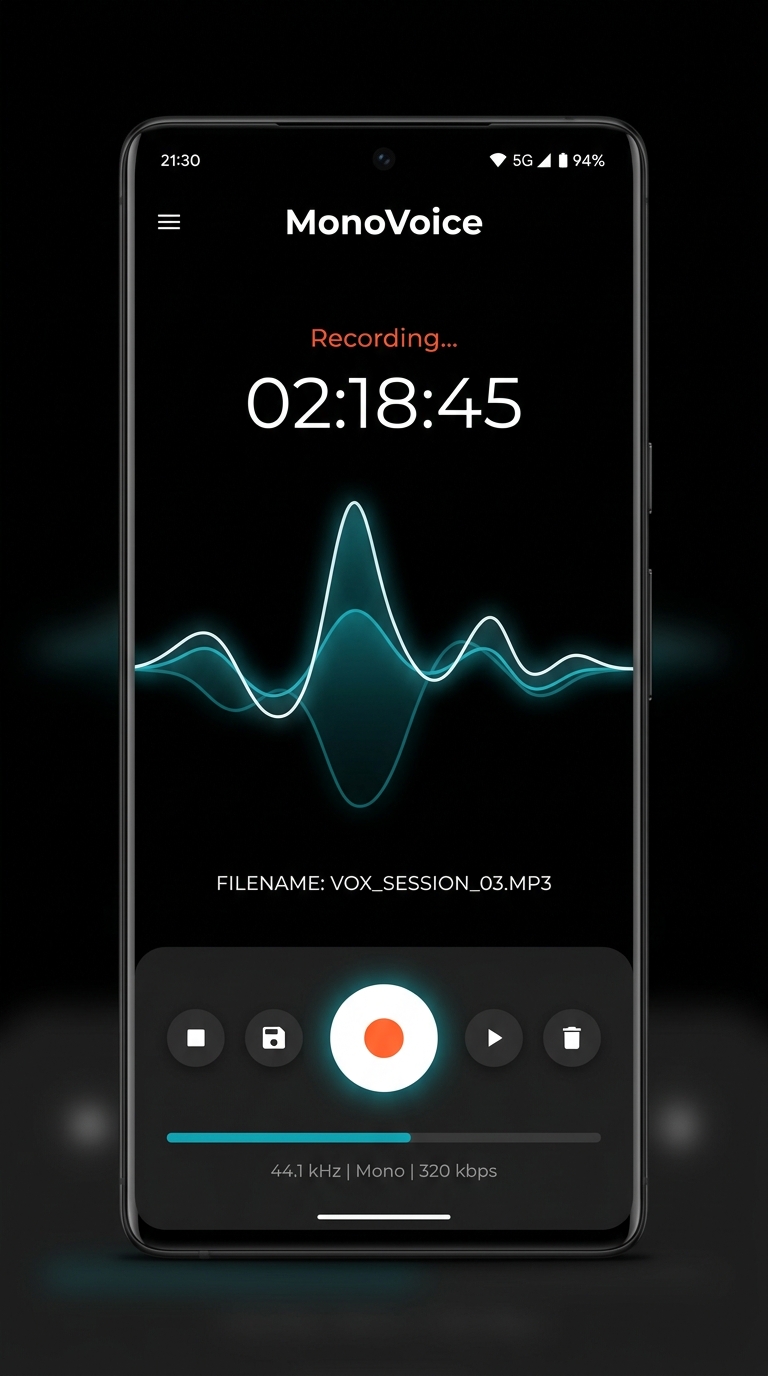 21:30 5G 94%
MonoVoice
Recording...
02:18:45
FILENAME: VOX_SESSION_03.MP3
44.1 kHz | Mono | 320 kbps